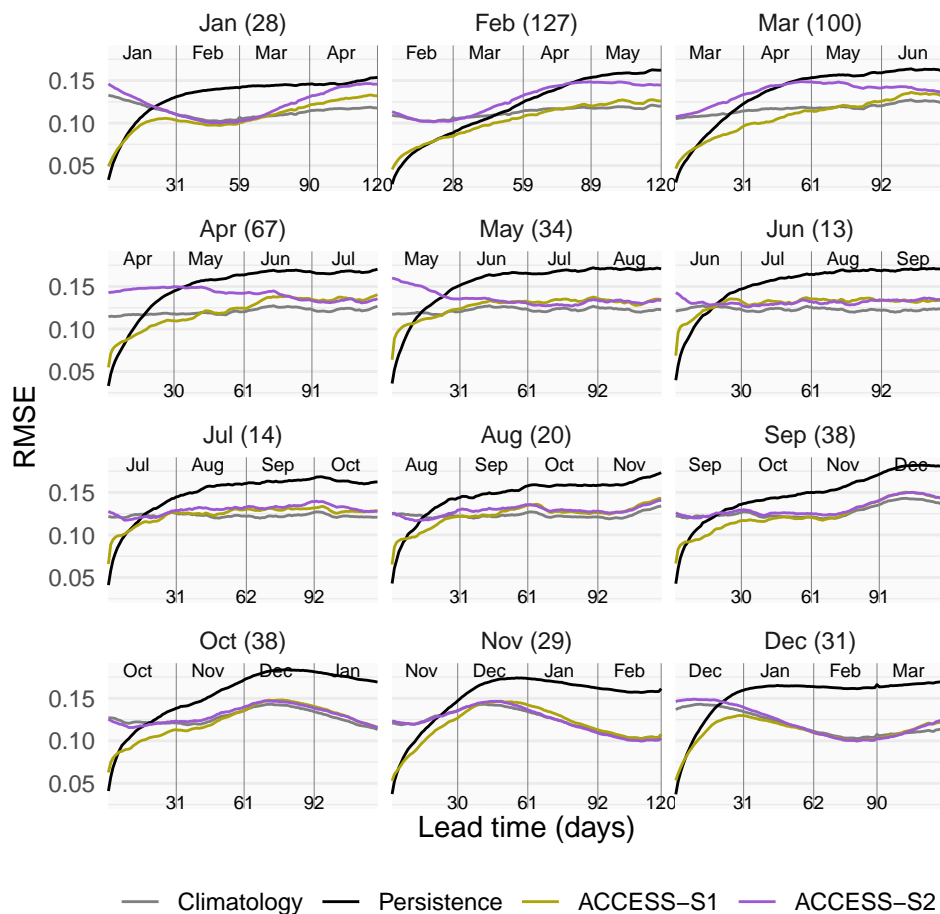 Jan (28) Feb (127) Mar (100)
Jan Feb Mar Apr Feb Mar Apr May Mar Apr May Jun
0.15
0.10
0.05
31 59 90 120 28 59 89 120 31 61 92
Apr (67) May (34) Jun (13)
Apr May Jun Jul May Jun Jul Aug Jun Jul Aug Sep
0.15
0.10
0.05
30 61 91 31 61 92 30 61 92
Jul (14) Aug (20) Sep (38)
Jul Aug Sep Oct Aug Sep Oct Nov Sep Oct Nov Dec
0.15
0.10
0.05
31 62 92 31 61 92 30 61 91
Oct (38) Nov (29) Dec (31)
Oct Nov Dec Jan Nov Dec Jan Feb Dec Jan Feb Mar
0.15
0.10
0.05
31 61 92 30 61 92 120 31 62 90
RMSE
Lead time (days)
Climatology Persistence ACCESS−S1 ACCESS−S2